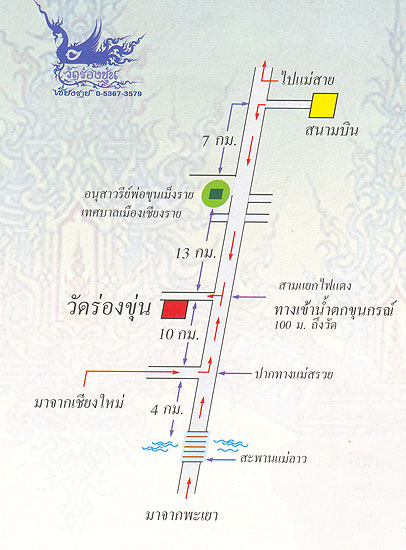 วัดร่องขุ่น
เชียงราย 0-5367-3579
ไปแม่สาย
สนามบิน
7 กม.
อนุสาวรีย์พ่อขุนเม็งราย
เทศบาลเมืองเชียงราย
13 กม.
สามแยกไฟแดง
ทางเข้าน้ำตกขุนกรณ์
100 ม. ถึงวัด
วัดร่องขุ่น
10 กม.
ปากทางแม่สรวย
มาจากเชียงใหม่
4 กม.
สะพานแม่ลาว
มาจากพะเยา